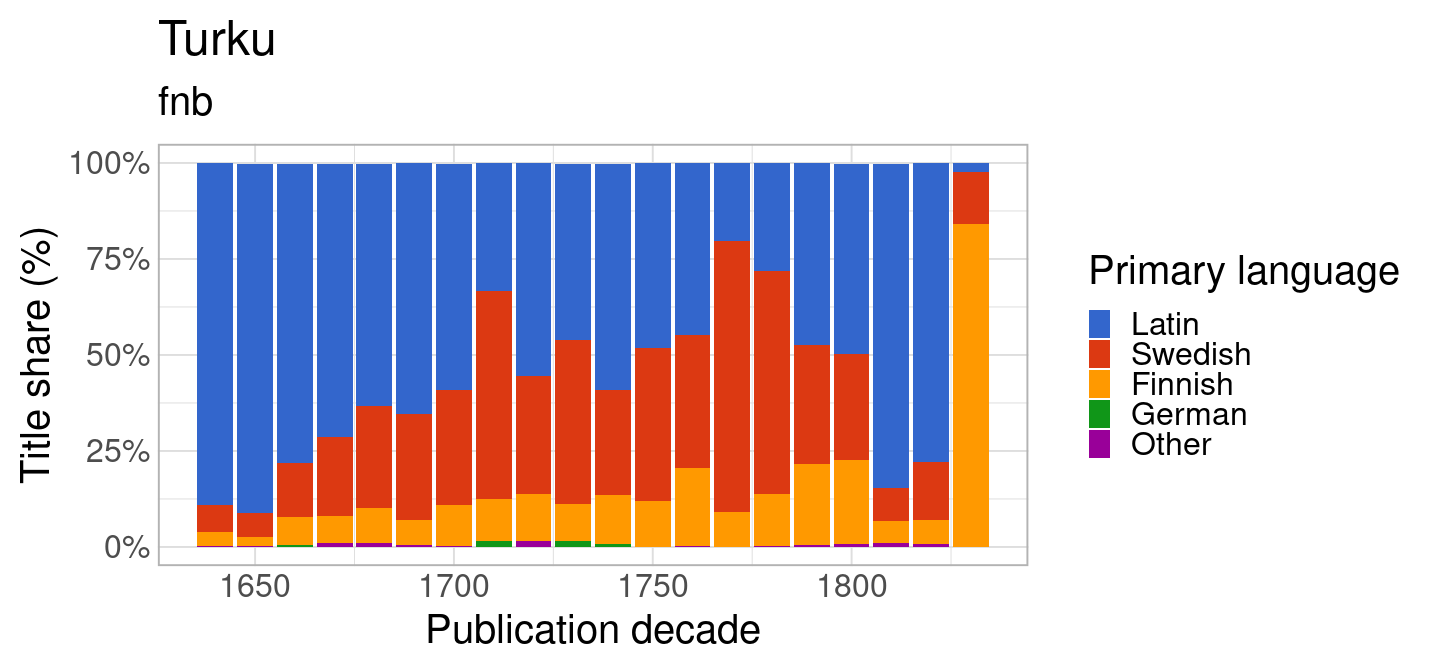 Turku
fnb
100%
75%
50%
25%
0%
Title share (%)
1650 1700 1750 1800
Publication decade
Primary language
Latin
Swedish
Finnish
German
Other